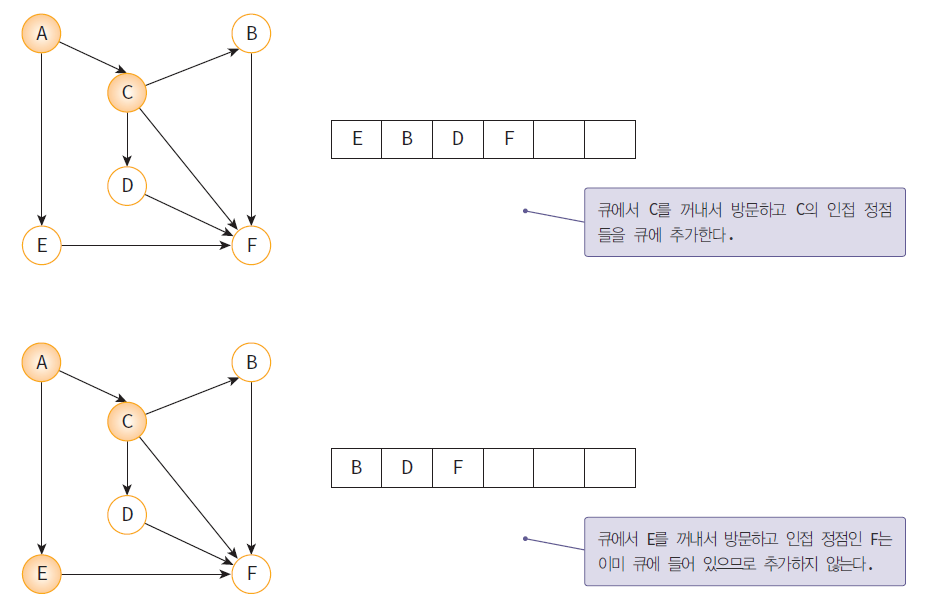 A
B
C
D
E
F
E B D F
큐에서 C를 꺼내서 방문하고 C의 인접 정점
들을 큐에 추가한다.
A
B
C
D
E
F
B D F
큐에서 E를 꺼내서 방문하고 인접 정점인 F는
이미 큐에 들어 있으므로 추가하지 않는다.